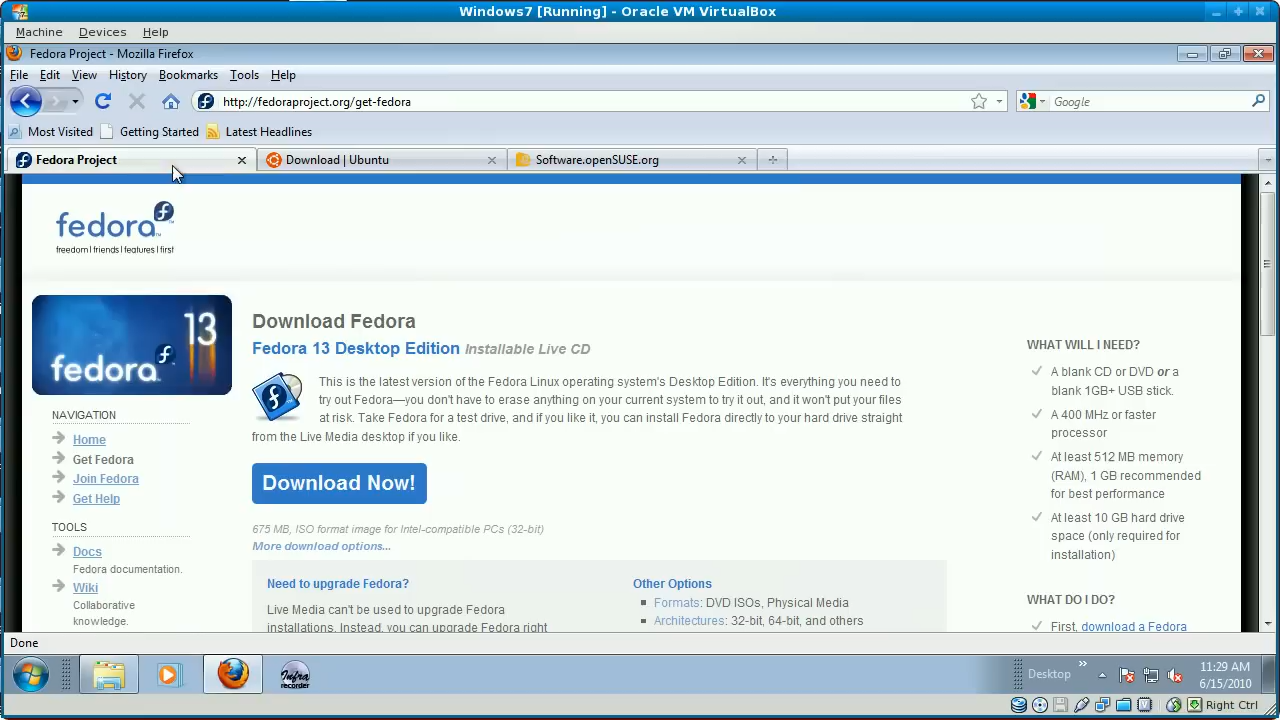 Windows7 [Running] - Oracle VM VirtualBox
Machine Devices Help
Fedora Project - Mozilla Firefox
File Edit View History Bookmarks Tools Help
http://fedoraproject.org/get-fedora
Google
Most Visited Getting Started Latest Headlines
Fedora Project
Download | Ubuntu
Software.openSUSE.org
fedora
freedom | friends | features | first
13
fedora
NAVIGATION
Home
Get Fedora
Join Fedora
Get Help
TOOLS
Docs
Fedora documentation.
Wiki
Collaborative
knowledge.
Download Fedora
Fedora 13 Desktop Edition Installable Live CD
This is the latest version of the Fedora Linux operating system's Desktop Edition. It's everything you need to
try out Fedora—you don't have to erase anything on your current system to try it out, and it won't put your files
at risk. Take Fedora for a test drive, and if you like it, you can install Fedora directly to your hard drive straight
from the Live Media desktop if you like.
Download Now!
675 MB, ISO format image for Intel-compatible PCs (32-bit)
More download options...
Need to upgrade Fedora?
Live Media can't be used to upgrade Fedora
installations. Instead, you can upgrade Fedora right
Other Options
Formats: DVD ISOs, Physical Media
Architectures: 32-bit, 64-bit, and others
WHAT WILL I NEED?
A blank CD or DVD or a
blank 1GB+ USB stick.
A 400 MHz or faster
processor
At least 512 MB memory
(RAM), 1 GB recommended
for best performance
At least 10 GB hard drive
space (only required for
installation)
WHAT DO I DO?
First, download a Fedora
Done
Infra
recorder
Desktop
11:29 AM
6/15/2010
Right Ctrl